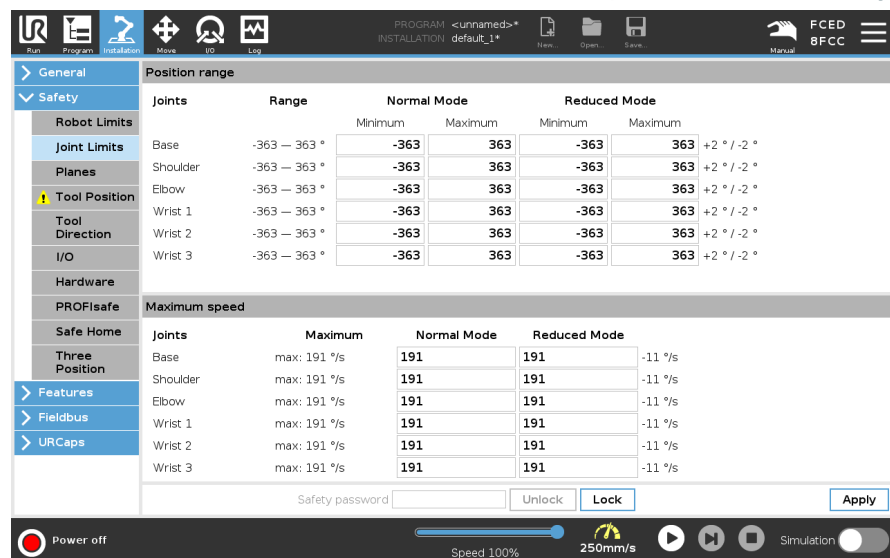 UR
Run
Program
Installation
Move
I/O
Log
PROGRAM <unnamed>*
INSTALLATION default_1*
New...
Open...
Save...
Manual
FCED
8FCC
General
Safety
Robot Limits
Joint Limits
Planes
Tool Position
Tool
Direction
I/O
Hardware
PROFIsafe
Safe Home
Three
Position
Features
Fieldbus
URCaps
Position range
Joints Range Normal Mode Reduced Mode
Minimum Maximum Minimum Maximum
Base -363 — 363 ° -363 363 -363 363 +2 ° / -2 °
Shoulder -363 — 363 ° -363 363 -363 363 +2 ° / -2 °
Elbow -363 — 363 ° -363 363 -363 363 +2 ° / -2 °
Wrist 1 -363 — 363 ° -363 363 -363 363 +2 ° / -2 °
Wrist 2 -363 — 363 ° -363 363 -363 363 +2 ° / -2 °
Wrist 3 -363 — 363 ° -363 363 -363 363 +2 ° / -2 °
Maximum speed
Joints Maximum Normal Mode Reduced Mode
Base max: 191 °/s 191 191 -11 °/s
Shoulder max: 191 °/s 191 191 -11 °/s
Elbow max: 191 °/s 191 191 -11 °/s
Wrist 1 max: 191 °/s 191 191 -11 °/s
Wrist 2 max: 191 °/s 191 191 -11 °/s
Wrist 3 max: 191 °/s 191 191 -11 °/s
Safety password Unlock Lock Apply
Power off
Speed 100%
250mm/s
Simulation